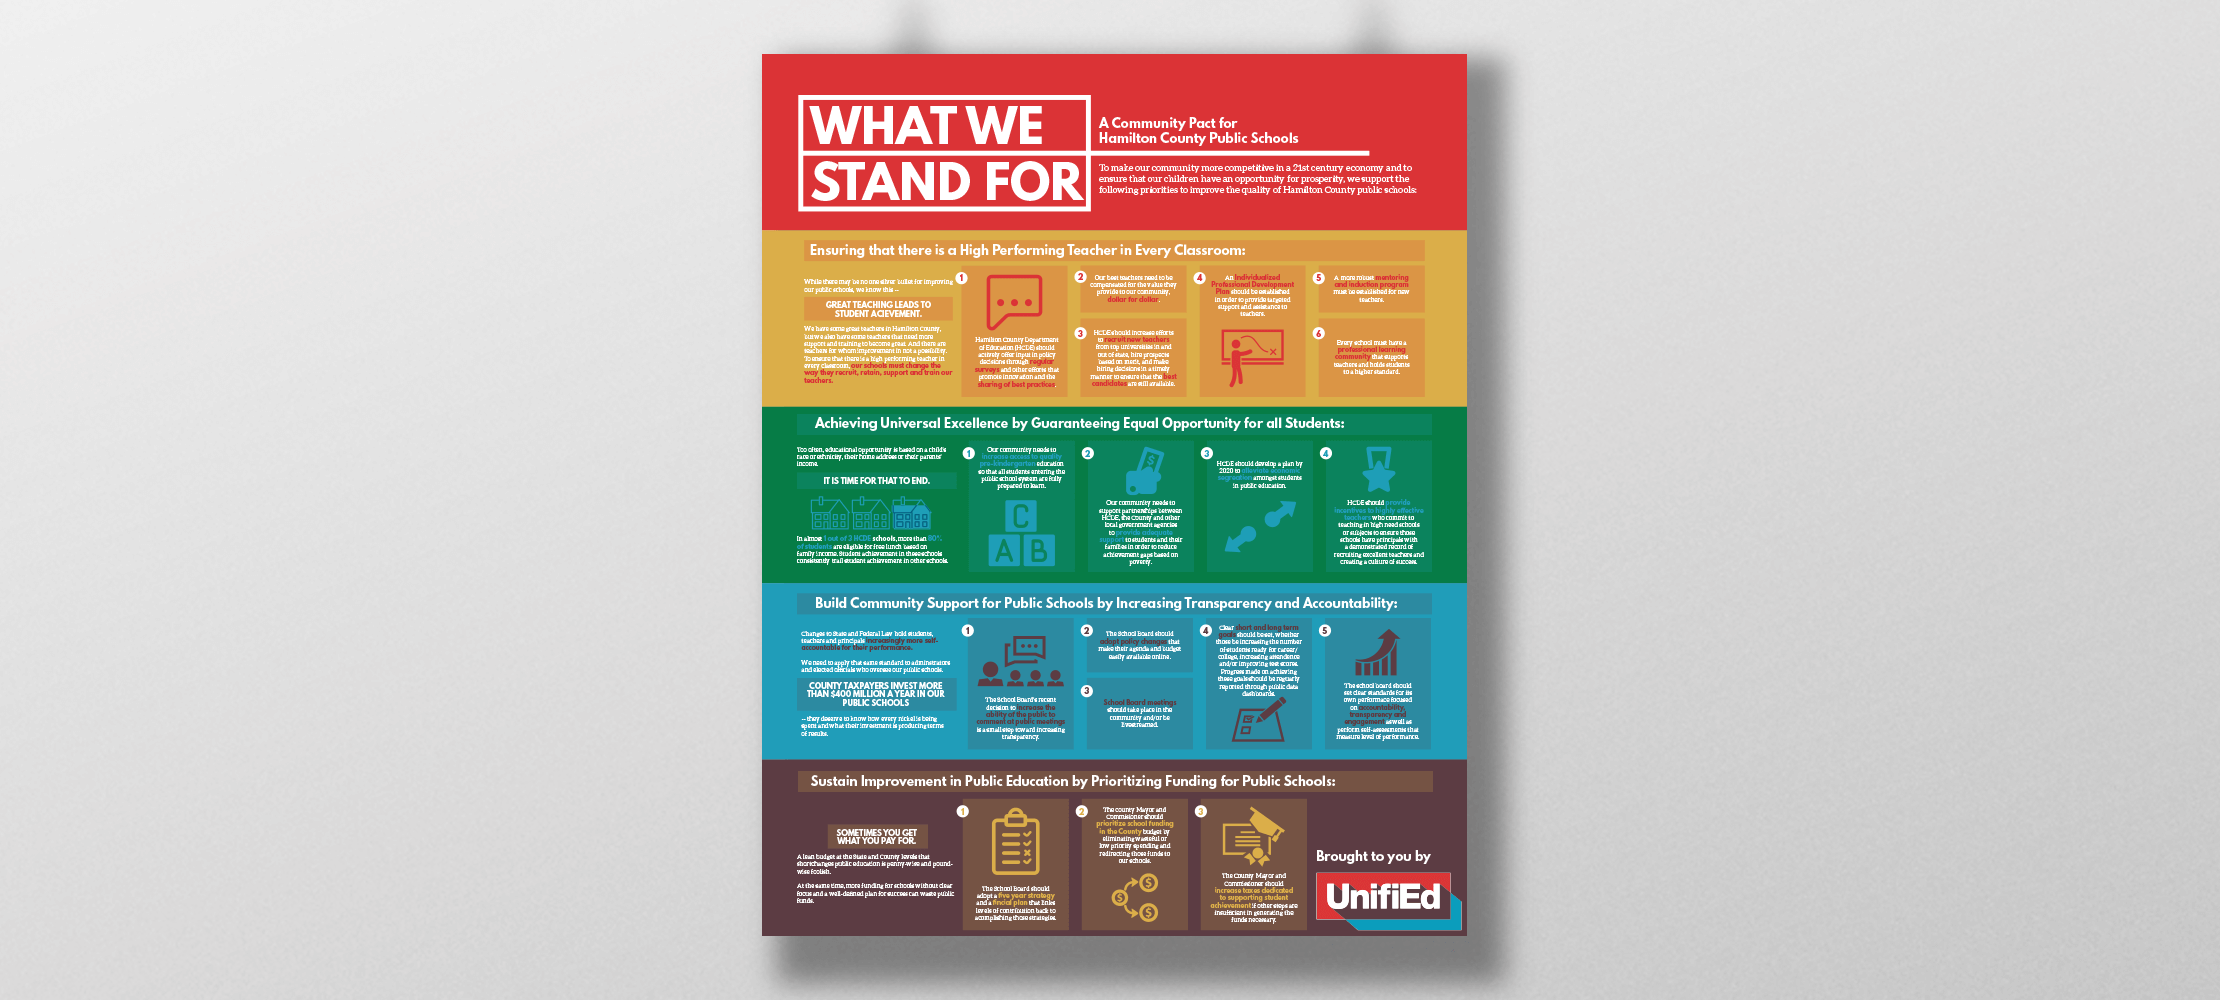 WHAT WE
STAND FOR
A Community Pact for
Hamilton County Public Schools
To make our community more competitive in a 21st century economy and to
ensure that our children have an opportunity for prosperity, we support the
following priorities to improve the quality of Hamilton County public schools:
Ensuring that there is a High Performing Teacher in Every Classroom:
While there may be no one silver bullet for improving
our public schools, we know this --
GREAT TEACHING LEADS TO
STUDENT ACIEVEMENT.
We have some great teachers in Hamilton County,
but we also have some teachers that need more
support and training to become great. And there are
teachers for whom improvement in not a possibility.
To ensure that there is a high performing teacher in
every classroom, our schools must change the
way they recruit, retain, support and train our
teachers.
1
Hamilton County Department
of Education (HCDE) should
actively offer input in policy
decisions through regular
surveys and other efforts that
promote innovation and the
sharing of best practices.
2
Our best teachers need to be
compensated for the value they
provide to our community,
dollar for dollar.
3
HCDE should increase efforts
to recruit new teachers
from top universities in and
out of state, hire prospects
based on merit, and make
hiring decisions in a timely
manner to ensure that the best
candidates are still available.
4
An Individualized
Professional Development
Plan should be established
in order to provide targeted
support and assistance to
teachers.
5
A more robust mentoring
and induction program
must be established for new
teachers.
6
Every school must have a
professional learning
community that supports
teachers and holds students
to a higher standard.
Achieving Universal Excellence by Guaranteeing Equal Opportunity for all Students:
Too often, educational opportunity is based on a child's
race or ethnicity, their home address or their parents'
income.
IT IS TIME FOR THAT TO END.
In almost 1 out of 2 HCDE schools, more than 80%
of students are eligible for free lunch based on
family income. Student achievement in these schools
consistently trail student achievement in other schools.
1
Our community needs to
increase access to quality
pre-kindergarten education
so that all students entering the
public school system are fully
prepared to learn.
C
A B
2
Our community needs to
support partnerships between
HCDE, the County and other
local government agencies
to provide adequate
support to students and their
families in order to reduce
achievement gaps based on
poverty.
3
HCDE should develop a plan by
2020 to alleviate economic
segregation amongst students
in public education.
4
HCDE should provide
incentives to highly effective
teachers who commit to
teaching in high need schools
or subjects to ensure those
schools have principals with
a demonstrated record of
recruiting excellent teachers and
creating a culture of success.
Build Community Support for Public Schools by Increasing Transparency and Accountability:
Changes to State and Federal Law hold students,
teachers and principals increasingly more self-
accountable for their performance.
We need to apply that same standard to administrators
and elected officials who oversee our public schools.
COUNTY TAXPAYERS INVEST MORE
THAN $400 MILLION A YEAR IN OUR
PUBLIC SCHOOLS
-- they deserve to know how every nickel is being
spent and what their investment is producing terms
of results.
1
The School Board's recent
decision to increase the
ability of the public to
comment at public meetings
is a small step toward increasing
transparency.
2
The School Board should
adopt policy changes that
make their agenda and budget
easily available online.
3
School Board meetings
should take place in the
community and/or be
livestreamed.
4
Clear short and long term
goals should be set, whether
those be increasing the number
of students ready for career/
college, increasing attendence
and/or improving test scores.
Progress made on achieving
these goals should be regularly
reported through public data
dashboards.
5
The school board should
set clear standards for its
own performace focused
on accountability,
transparency and
engagement as well as
perform self-assessments that
measure level of performance.
Sustain Improvement in Public Education by Prioritizing Funding for Public Schools:
SOMETIMES YOU GET
WHAT YOU PAY FOR.
A lean budget at the State and County levels that
shortchanges public education is penny-wise and pound-
wise foolish.
At the same time, more funding for schools without clear
focus and a well-defined plan for success can waste public
funds.
1
The School Board should
adopt a five year strategy
and a fincial plan that links
levels of contribution back to
accomplishing those strategies.
2
The county Mayor and
Commissioner should
prioritize school funding
in the County budget by
eliminating wasteful or
low priority spending and
redirecting those funds to
our schools.
3
The County Mayor and
Commissioner should
increase taxes dedicated
to supporting student
achievement if other steps are
insufficient in generating the
funds necessary.
Brought to you by
UnifiEd